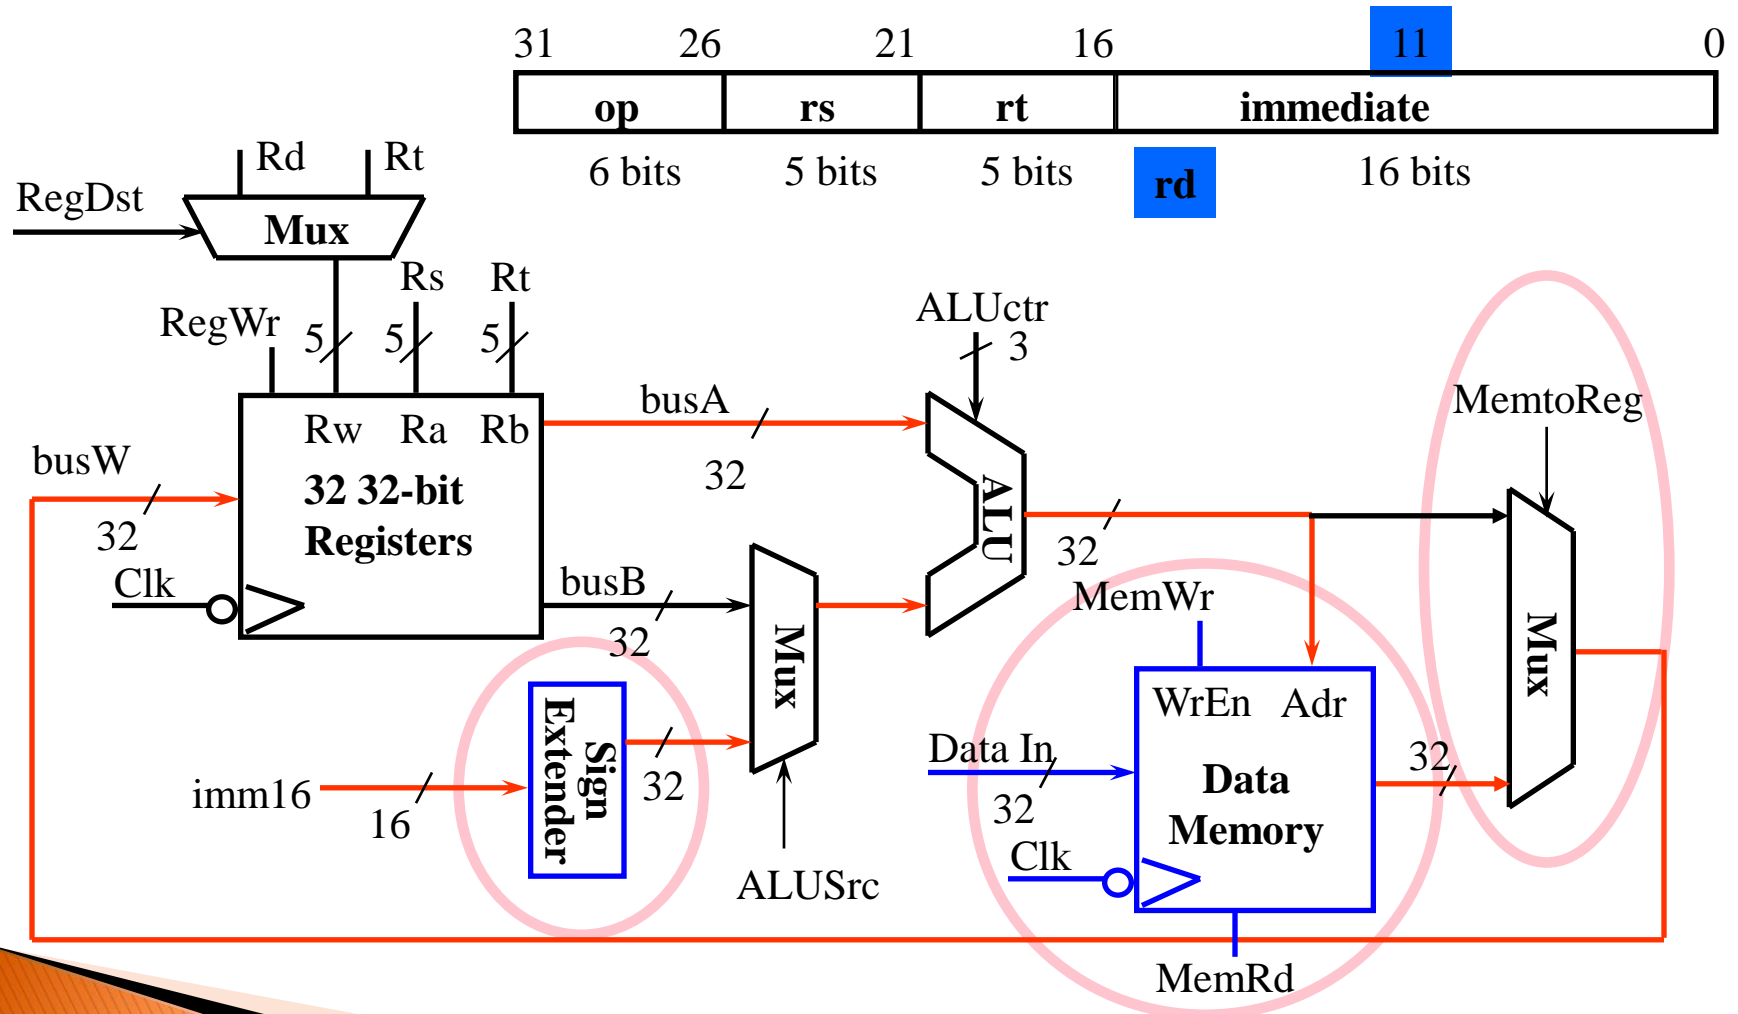 31 26 21 16 11 0
op rs rt immediate
6 bits 5 bits 5 bits rd 16 bits
Rd Rt
RegDst
Mux
Rs Rt
RegWr
5 5 5
ALUctr
3
busA
32
MemtoReg
Rw Ra Rb
busW
32
32 32-bit
Registers
Clk
busB
32
ALU
32
Mux
MemWr
WrEn Adr
Mux
Sign
Extender
32
imm16
16
ALUSrc
Data In
32
Data
Memory
32
Clk
MemRd